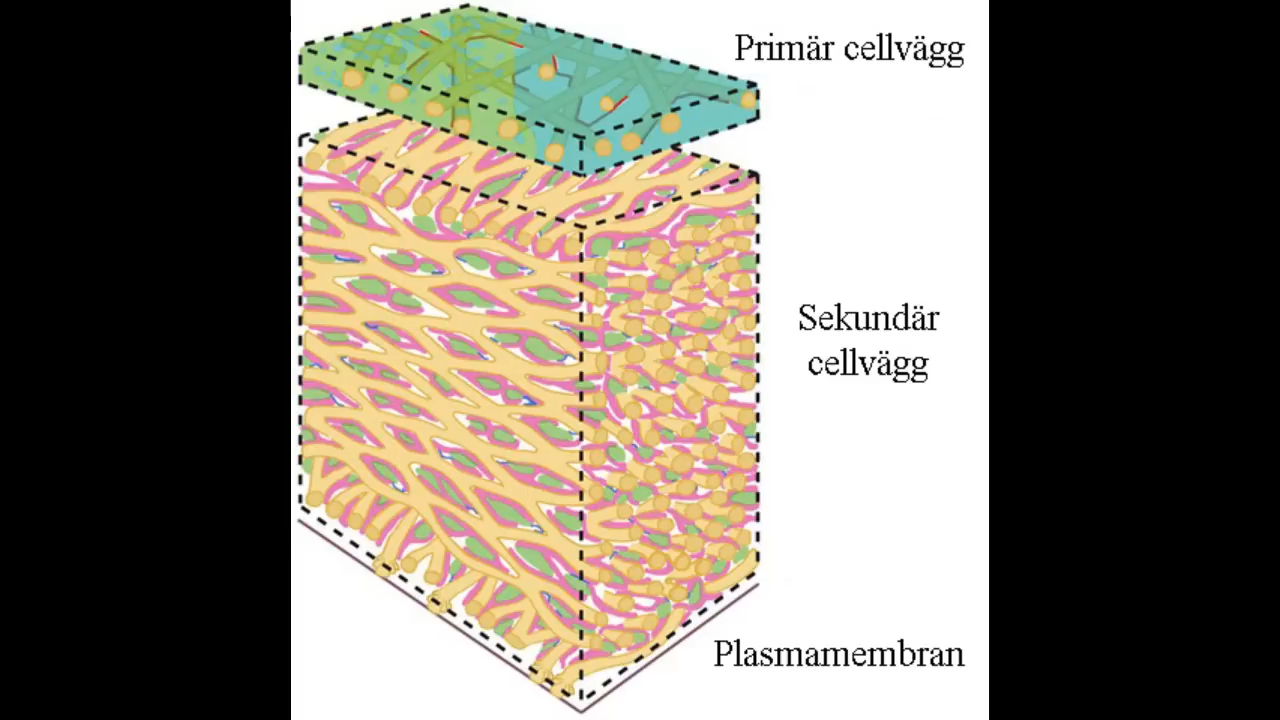 Primär cellvägg
Sekundär
cellvägg
Plasmamembran